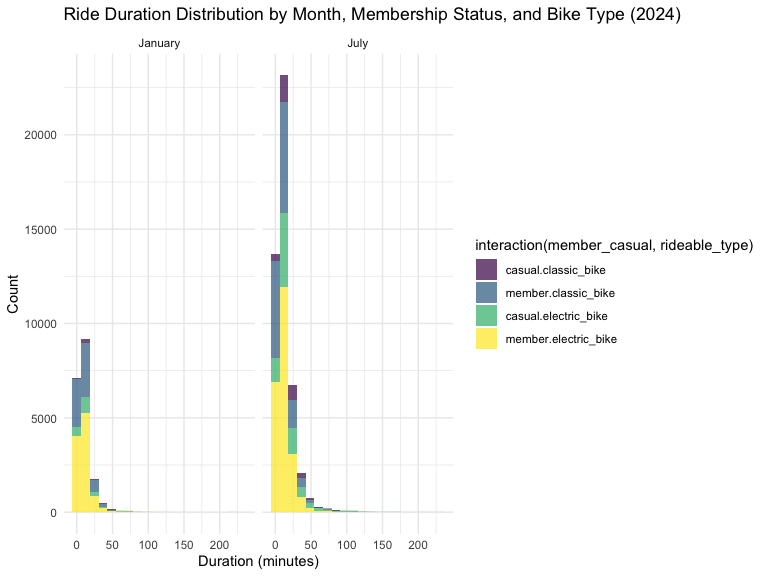 Ride Duration Distribution by Month, Membership Status, and Bike Type (2024)
January
July
Count
20000
15000
10000
5000
0
0 50 100 150 200
0 50 100 150 200
Duration (minutes)
interaction(member_casual, rideable_type)
casual.classic_bike
member.classic_bike
casual.electric_bike
member.electric_bike